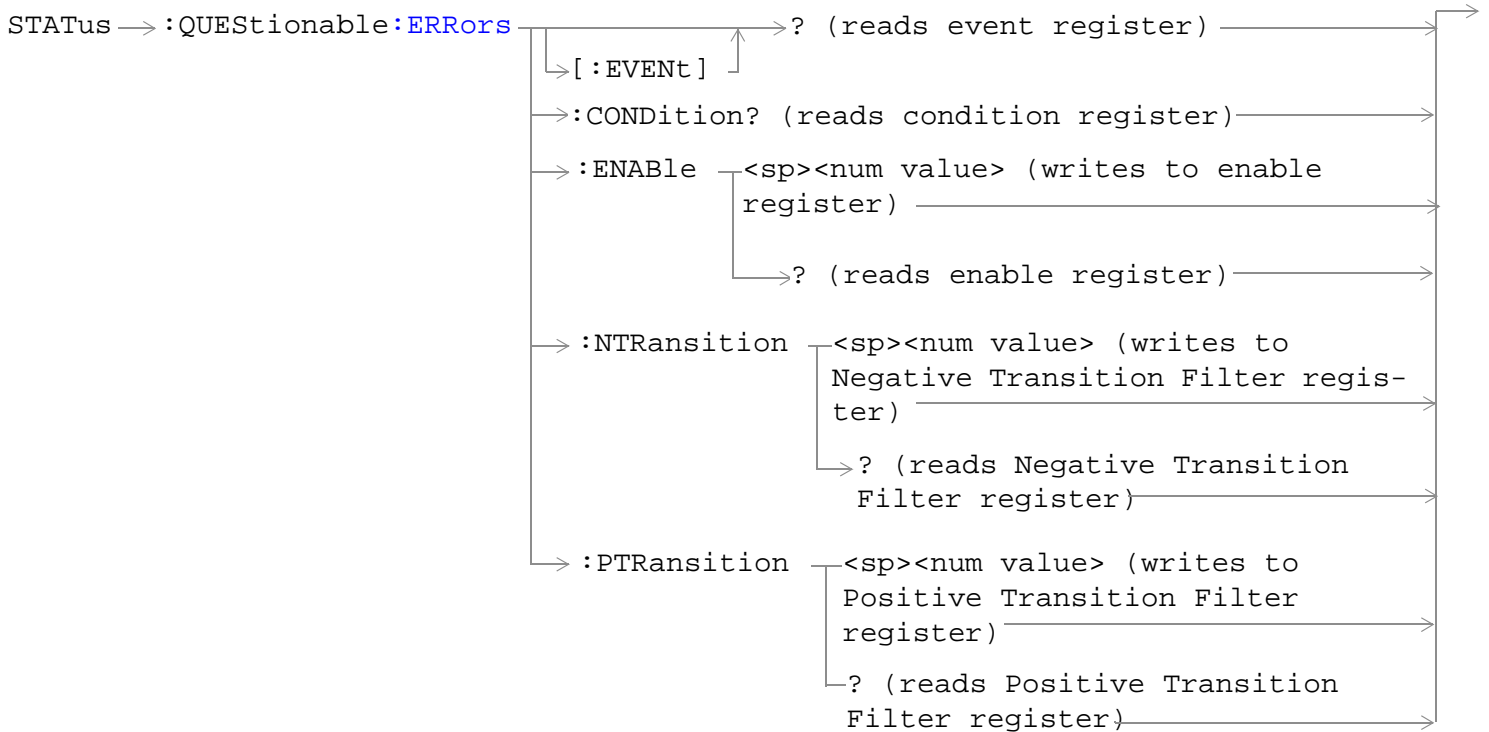 STATus :QUEStionable:ERRors ? (reads event register)
[:EVENt]
:CONDition? (reads condition register)
:ENABle <sp><num value> (writes to enable
register)
? (reads enable register)
:NTRansition <sp><num value> (writes to
Negative Transition Filter regis-
ter)
? (reads Negative Transition
Filter register)
:PTRansition <sp><num value> (writes to
Positive Transition Filter
register)
? (reads Positive Transition
Filter register)